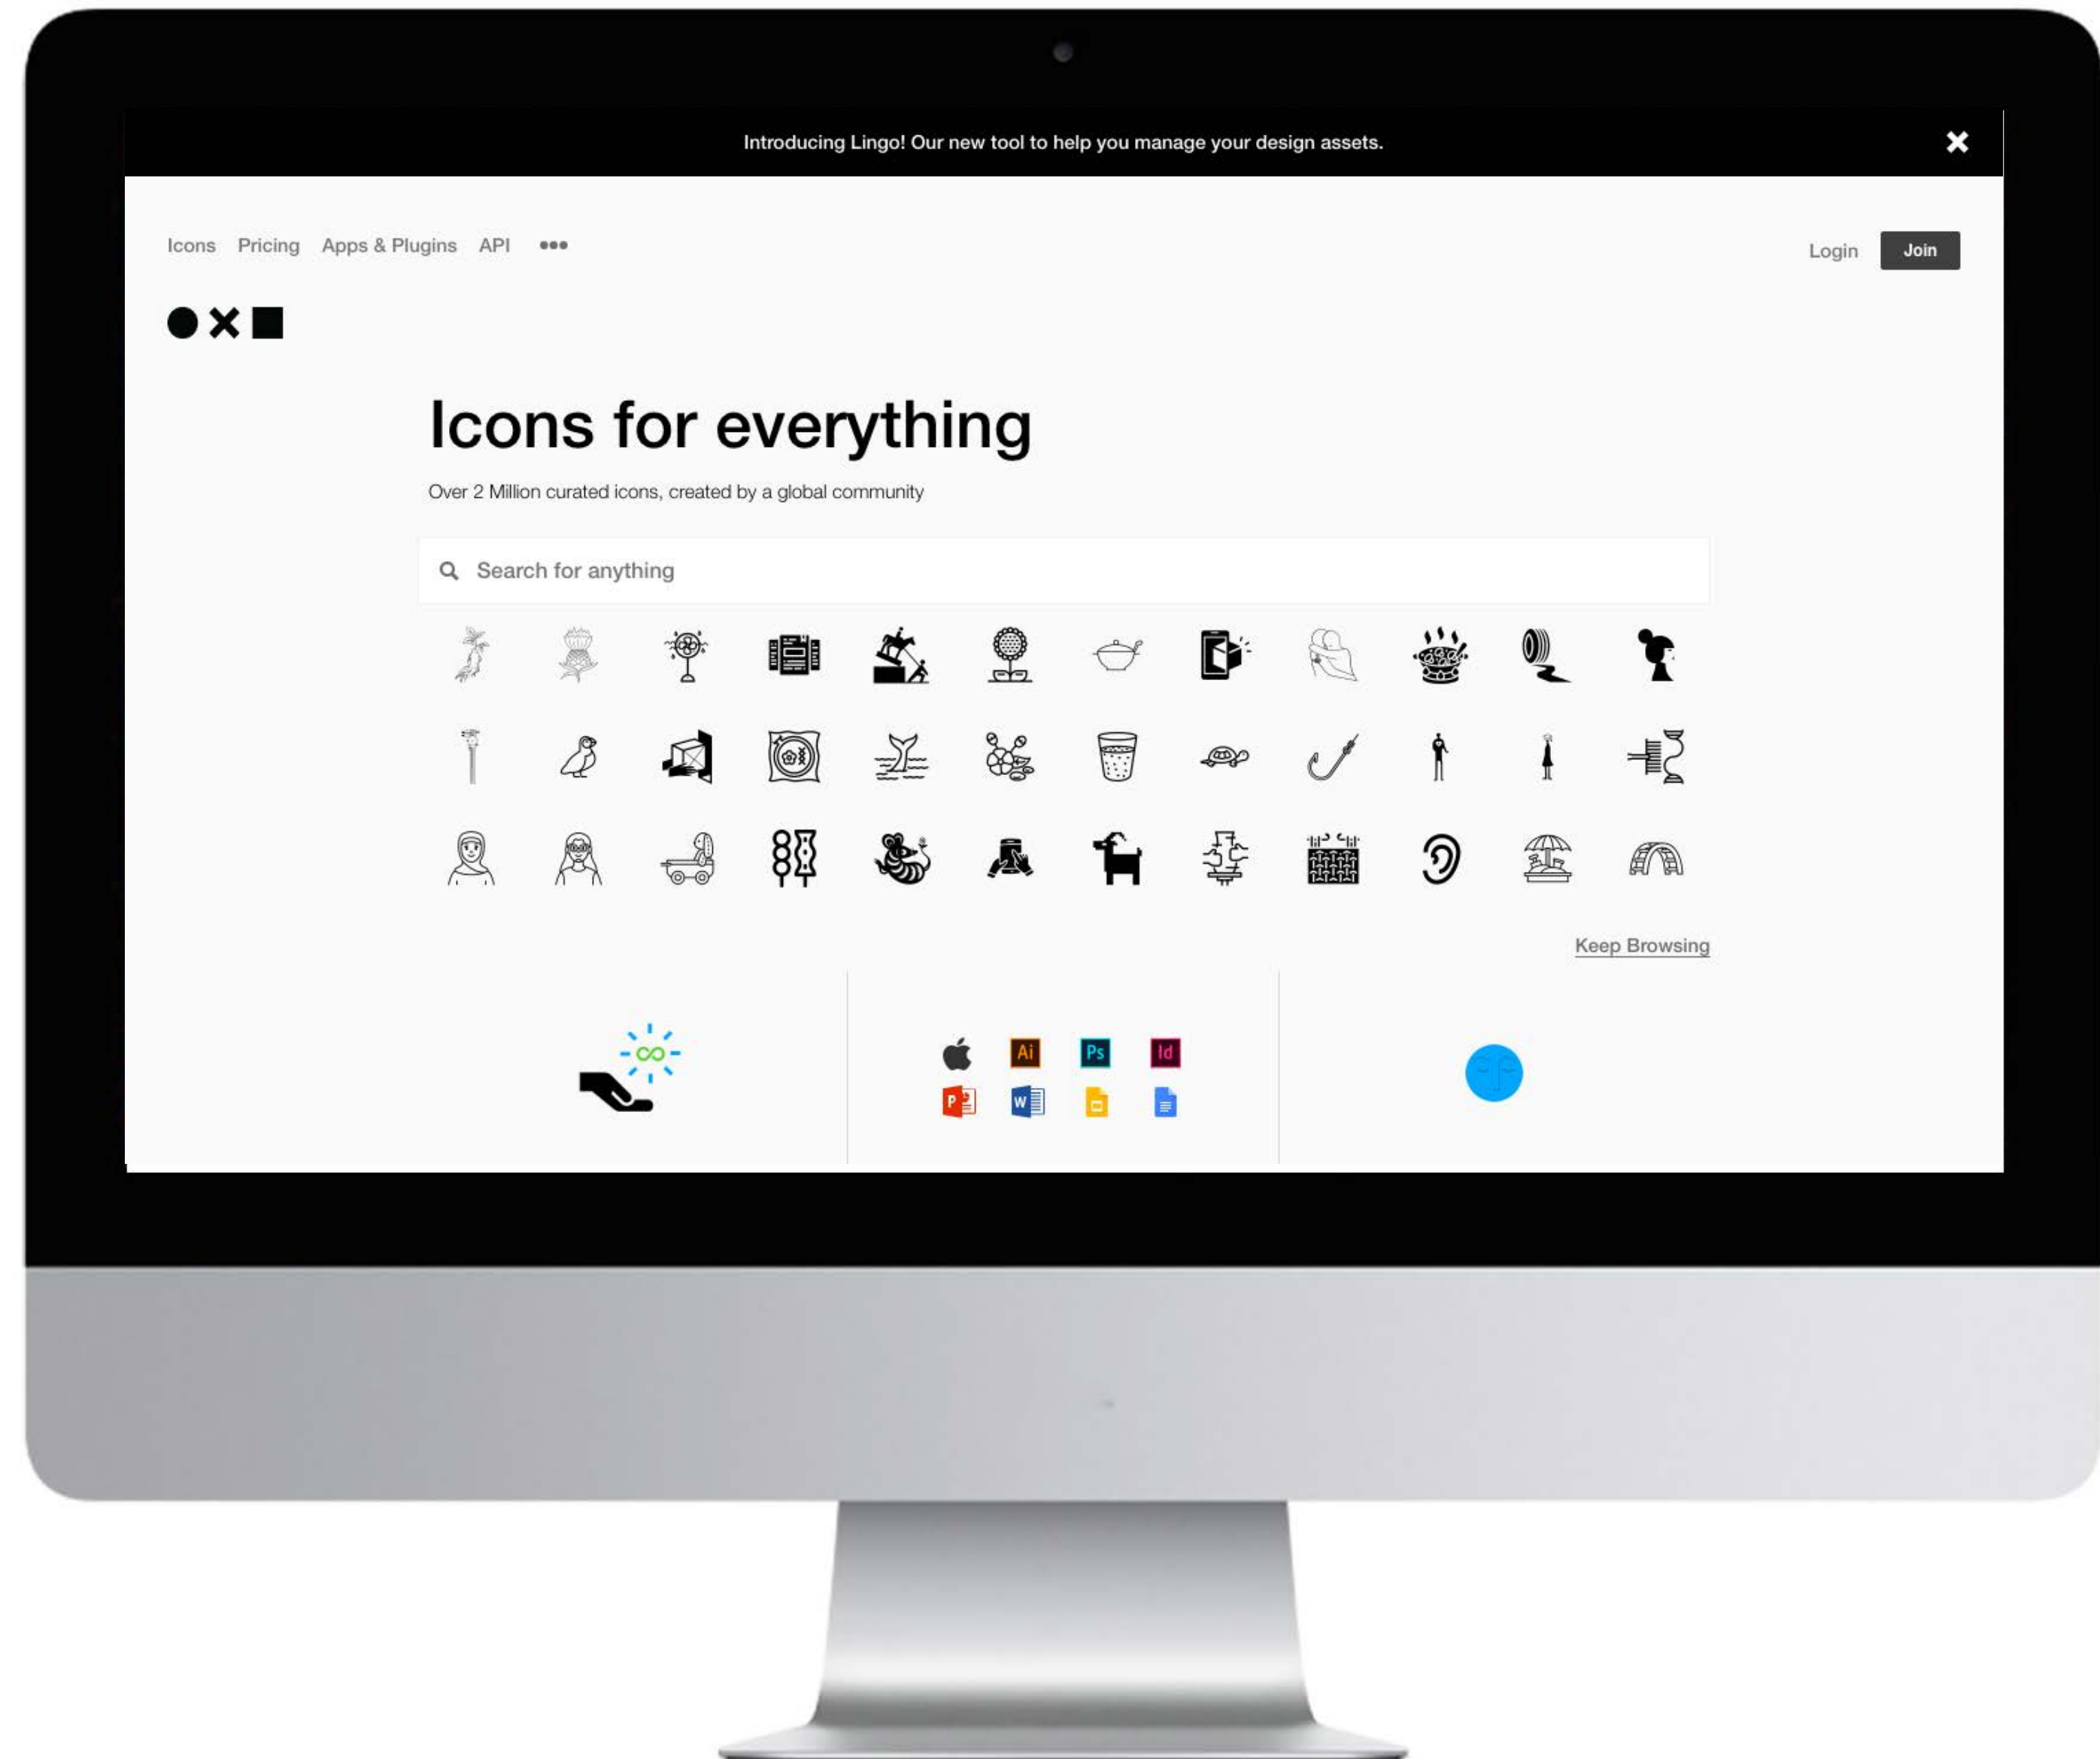 Introducing Lingo! Our new tool to help you manage your design assets.
Icons Pricing Apps & Plugins API •••
Login Join
Icons for everything
Over 2 Million curated icons, created by a global community
Search for anything
Keep Browsing
Ai Ps Id
P W